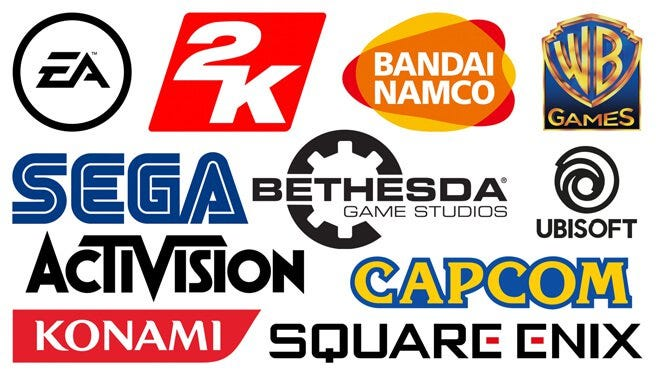 EA
2K
BANDAI
NAMCO
WB
GAMES
SEGA
BETHESDA®
GAME STUDIOS
UBISOFT
ACTIVISION
CAPCOM
KONAMI
SQUARE ENIX